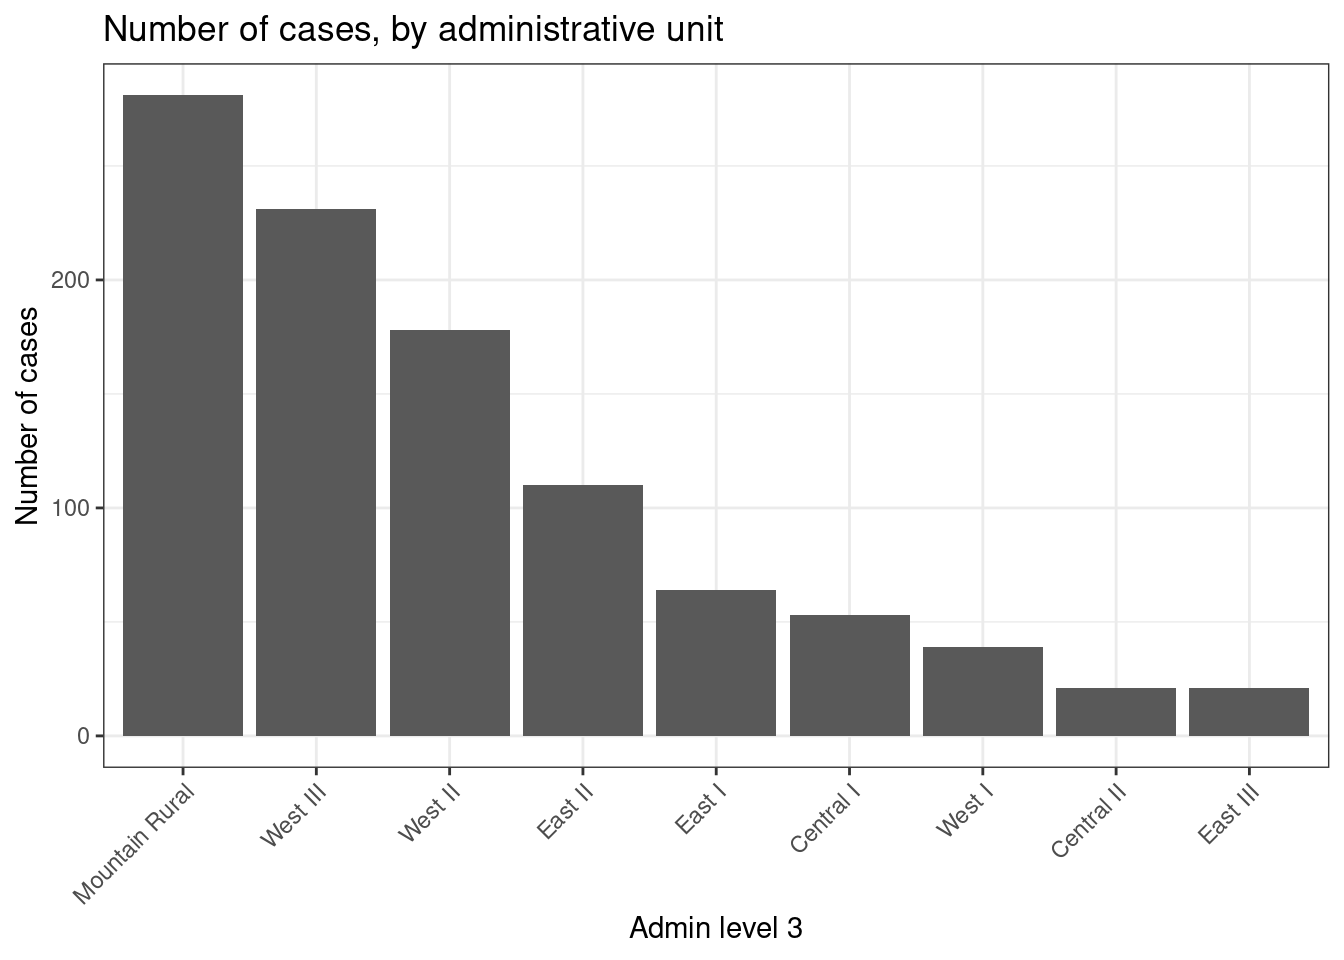 Number of cases, by administrative unit
Number of cases
200
100
0
Mountain Rural
West III
West II
East II
East I
Central I
West I
Central II
East III
Admin level 3